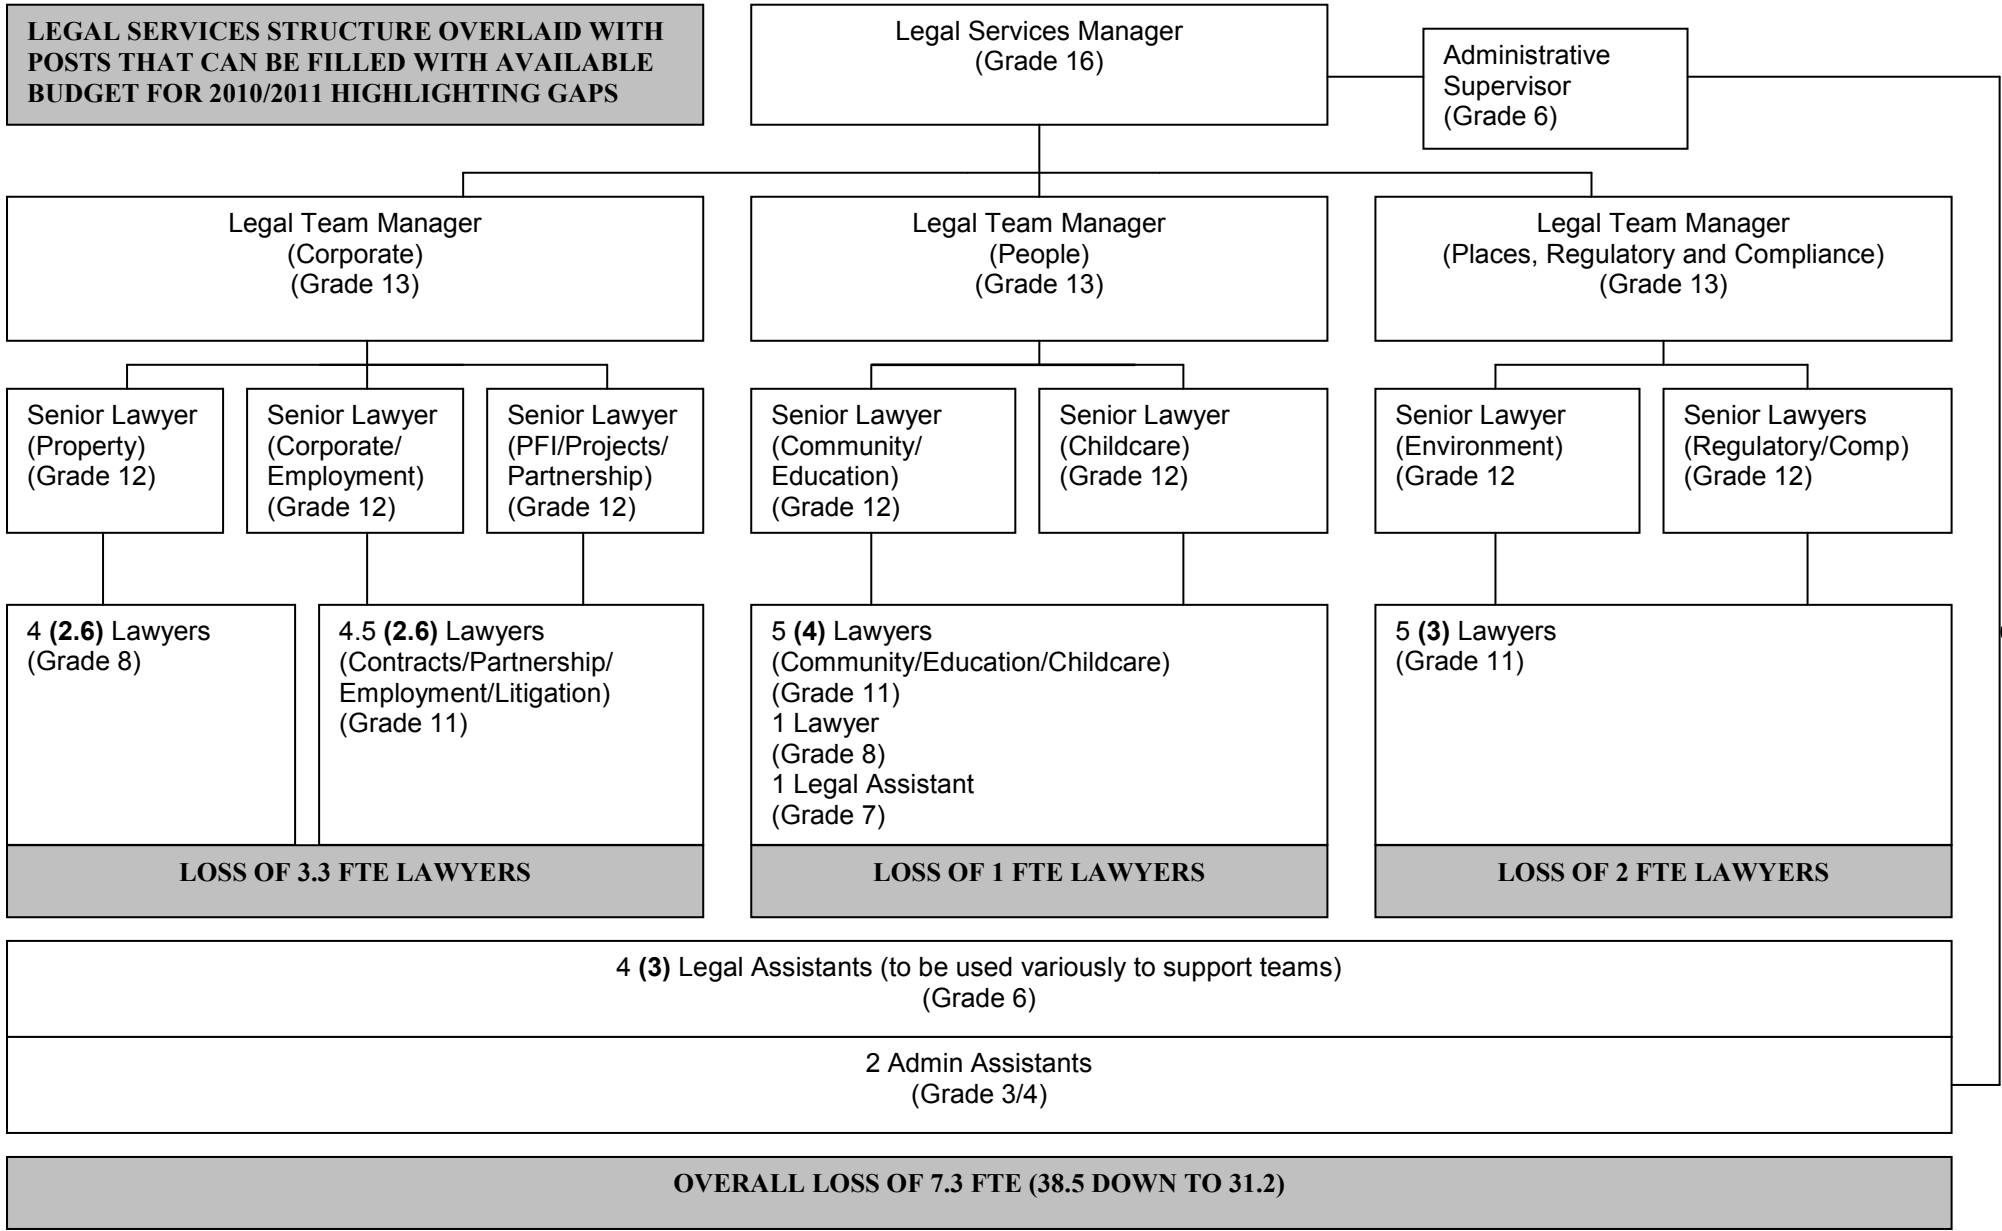 LEGAL SERVICES STRUCTURE OVERLAID WITH
POSTS THAT CAN BE FILLED WITH AVAILABLE
BUDGET FOR 2010/2011 HIGHLIGHTING GAPS
Legal Services Manager
(Grade 16)
Administrative
Supervisor
(Grade 6)
Legal Team Manager
(Corporate)
(Grade 13)
Legal Team Manager
(People)
(Grade 13)
Legal Team Manager
(Places, Regulatory and Compliance)
(Grade 13)
Senior Lawyer
(Property)
(Grade 12)
Senior Lawyer
(Corporate/
Employment)
(Grade 12)
Senior Lawyer
(PFI/Projects/
Partnership)
(Grade 12)
Senior Lawyer
(Community/
Education)
(Grade 12)
Senior Lawyer
(Childcare)
(Grade 12)
Senior Lawyer
(Environment)
(Grade 12
Senior Lawyers
(Regulatory/Comp)
(Grade 12)
4 (2.6) Lawyers
(Grade 8)
4.5 (2.6) Lawyers
(Contracts/Partnership/
Employment/Litigation)
(Grade 11)
5 (4) Lawyers
(Community/Education/Childcare)
(Grade 11)
1 Lawyer
(Grade 8)
1 Legal Assistant
(Grade 7)
5 (3) Lawyers
(Grade 11)
LOSS OF 3.3 FTE LAWYERS
LOSS OF 1 FTE LAWYERS
LOSS OF 2 FTE LAWYERS
4 (3) Legal Assistants (to be used variously to support teams)
(Grade 6)
2 Admin Assistants
(Grade 3/4)
OVERALL LOSS OF 7.3 FTE (38.5 DOWN TO 31.2)